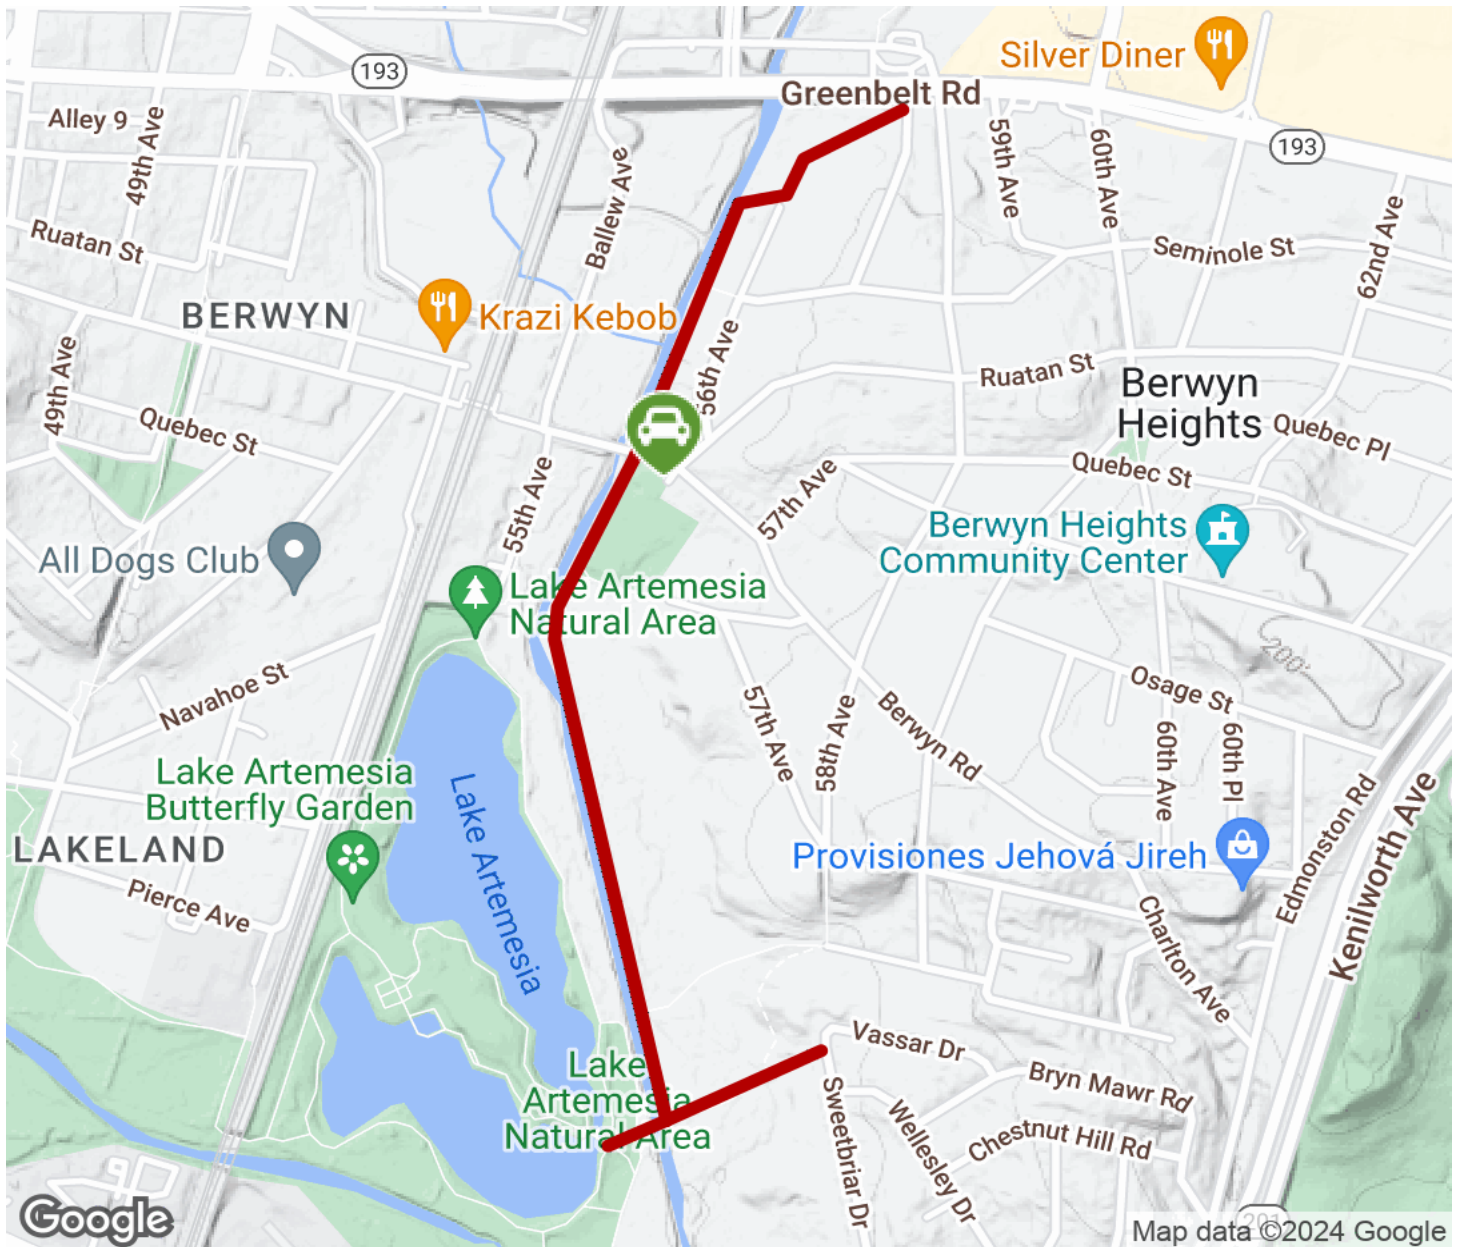 193
Silver Diner
Greenbelt Rd
Alley 9
49th Ave
59th Ave
60th Ave
193
Ballew Ave
Ruatan St
62nd Ave
Seminole St
BERWYN
Krazi Kebob
49th Ave
56th Ave
Ruatan St
Berwyn
Heights
Quebec St
Quebec Pl
57th Ave
Quebec St
55th Ave
Berwyn Heights
Community Center
All Dogs Club
Lake Artemesia
Natural Area
200'
Navahoe St
Osage St
57th Ave
58th Ave
Berwyn Rd
60th Ave
60th Pl
Lake Artemesia
Butterfly Garden
Lake Artemesia
Edmonston Rd
Kenilworth Ave
LAKELAND
Provisiones Jehová Jireh
Pierce Ave
Charlton Ave
Vassar Dr
Lake
Artemesia
Natural Area
Bryn Mawr Rd
Sweetbriar Dr
Wellesley Dr
Chestnut Hill Rd
201
Google
Map data ©2024 Google